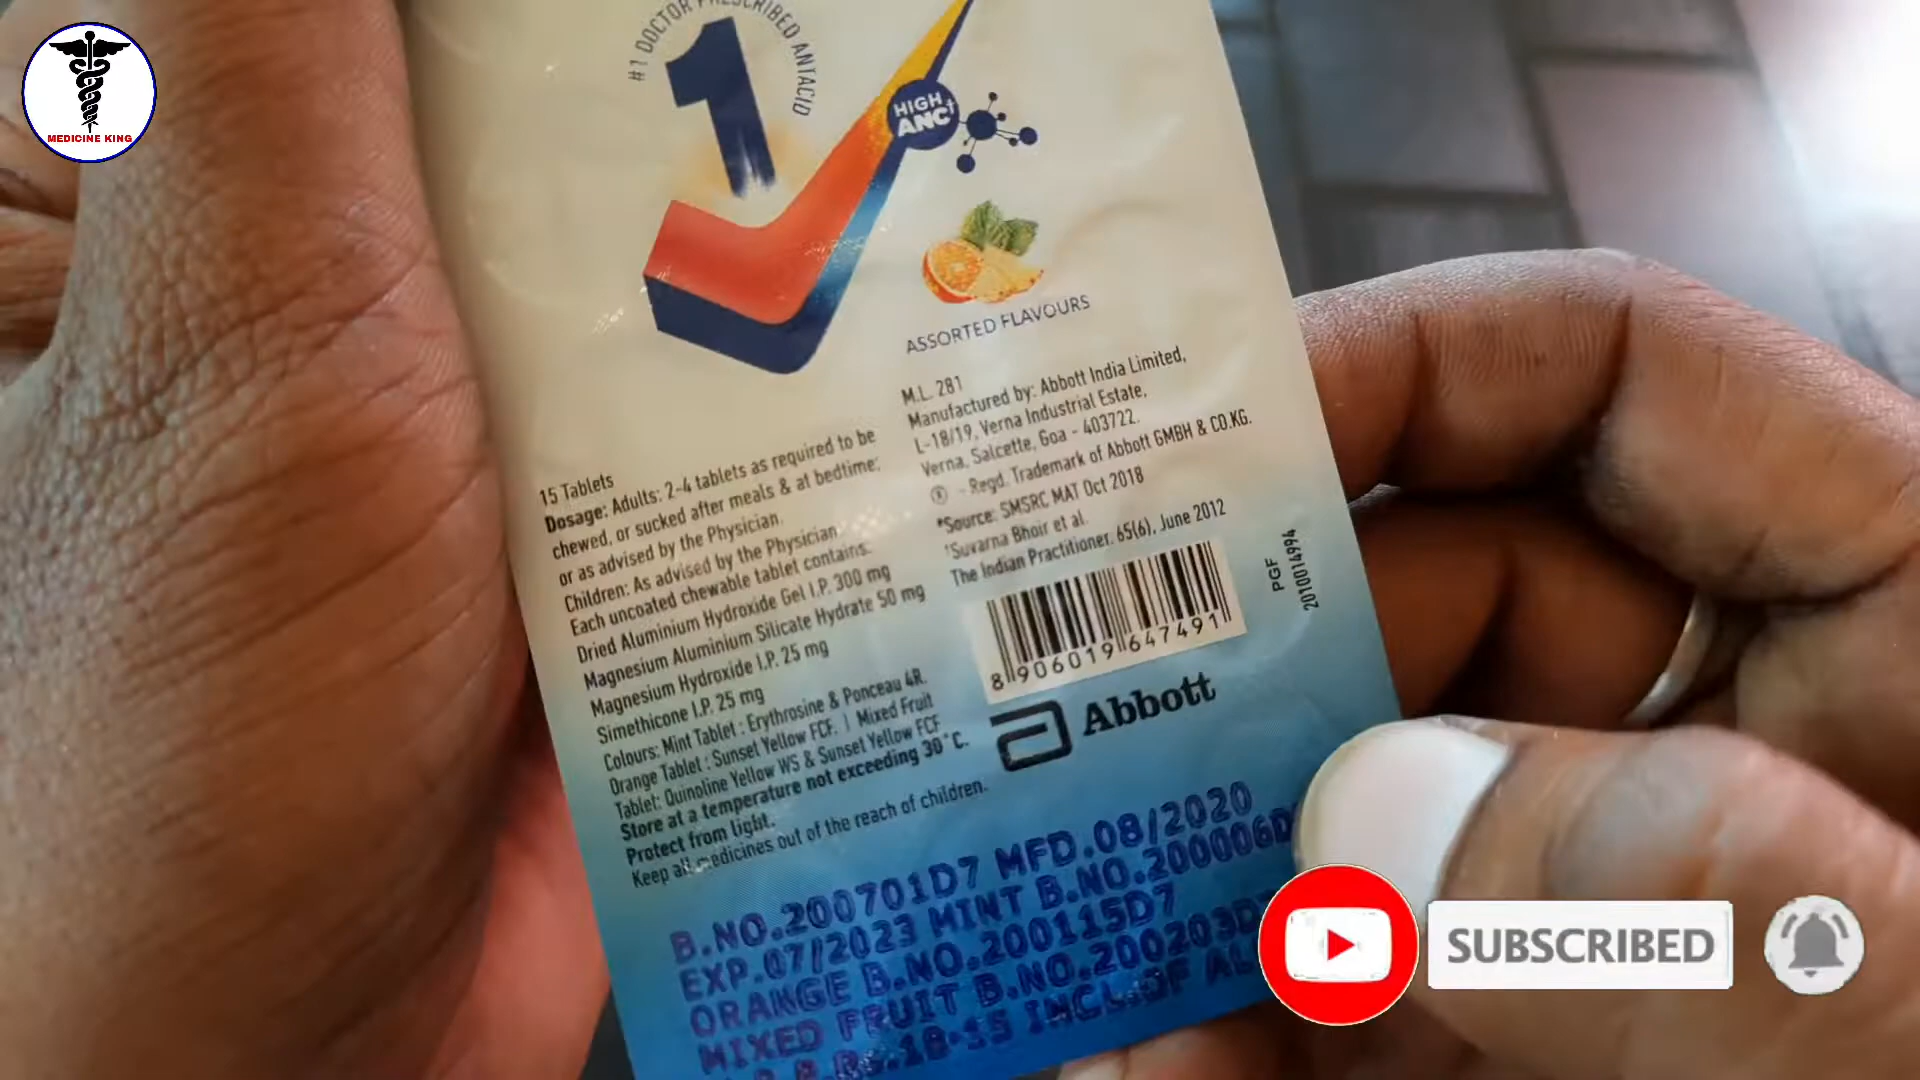 MEDICINE KING
#1 DOCTOR PRESCRIBED ANTACID
1
HIGH
ANC†
ASSORTED FLAVOURS
15 Tablets
Dosage: Adults: 2-4 tablets as required to be
chewed, or sucked after meals & at bedtime;
or as advised by the Physician.
Children: As advised by the Physician.
Each uncoated chewable tablet contains:
Dried Aluminium Hydroxide Gel I.P. 300 mg
Magnesium Aluminium Silicate Hydrate 50 mg
Magnesium Hydroxide I.P. 25 mg
Simethicone I.P. 25 mg
Colours: Mint Tablet : Erythrosine & Ponceau 4R.
Orange Tablet : Sunset Yellow FCF. | Mixed Fruit
Tablet: Quinoline Yellow WS & Sunset Yellow FCF
Store at a temperature not exceeding 30°C.
Protect from light.
Keep all medicines out of the reach of children.
M.L. 281
Manufactured by: Abbott India Limited,
L-18/19, Verna Industrial Estate,
Verna, Salcette, Goa - 403722.
® - Regd. Trademark of Abbott GMBH & CO.KG.
*Source: SMSRC MAT Oct 2018
†Suvarna Bhoir et al.
The Indian Practitioner. 65(6), June 2012
8 906019 647491
PGF
2010014994
Abbott
B.NO.200701D7 MFD.08/2020
EXP.07/2023 MINT B.NO.200006D
ORANGE B.NO.200115D7
MIXED FRUIT B.NO.200203D
INCL.OF
SUBSCRIBED